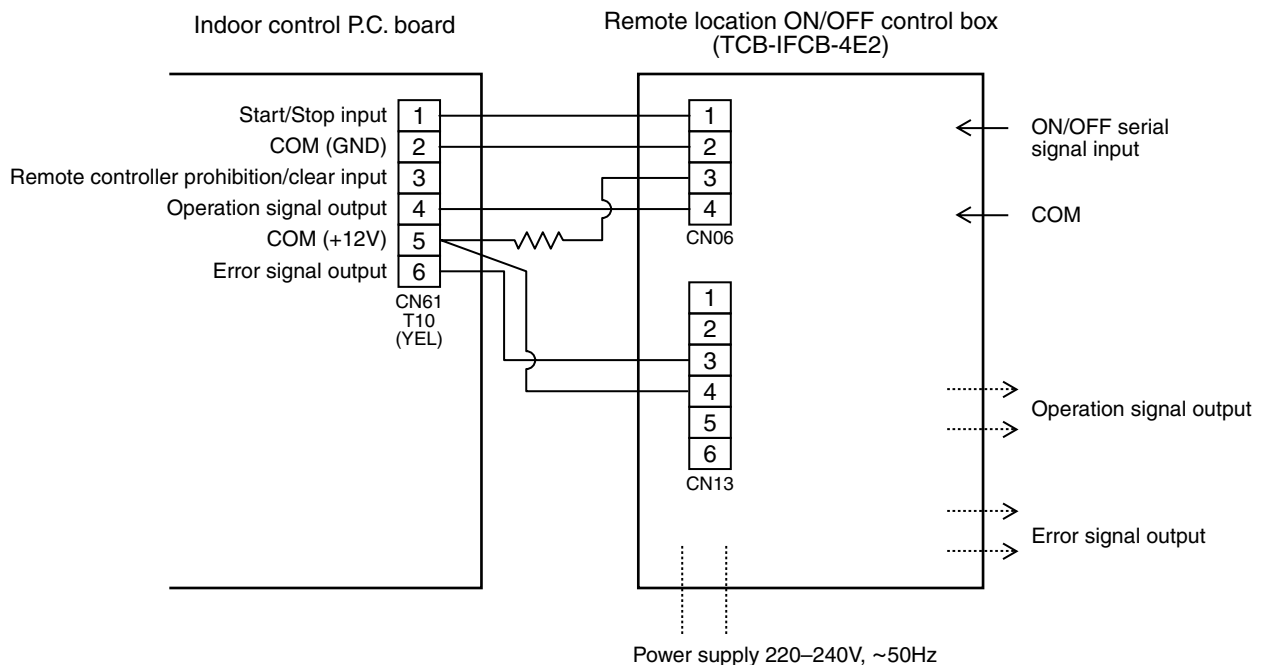 Indoor control P.C. board
Remote location ON/OFF control box
(TCB-IFCB-4E2)
Start/Stop input 1
COM (GND) 2
Remote controller prohibition/clear input 3
Operation signal output 4
COM (+12V) 5
Error signal output 6
CN61
T10
(YEL)
1
2
3
4
CN06
1
2
3
4
5
6
CN13
ON/OFF serial
signal input
COM
Operation signal output
Error signal output
Power supply 220–240V, ~50Hz